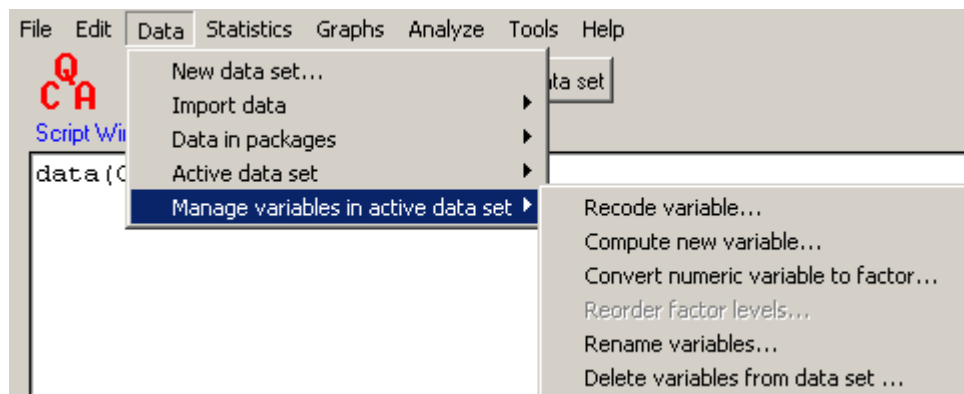 File Edit Data Statistics Graphs Analyze Tools Help
Q
C A
New data set...
set
Import data
Script
Data in packages
data(
Active data set
Manage variables in active data set
Recode variable...
Compute new variable...
Convert numeric variable to factor...
Reorder factor levels...
Rename variables...
Delete variables from data set ...